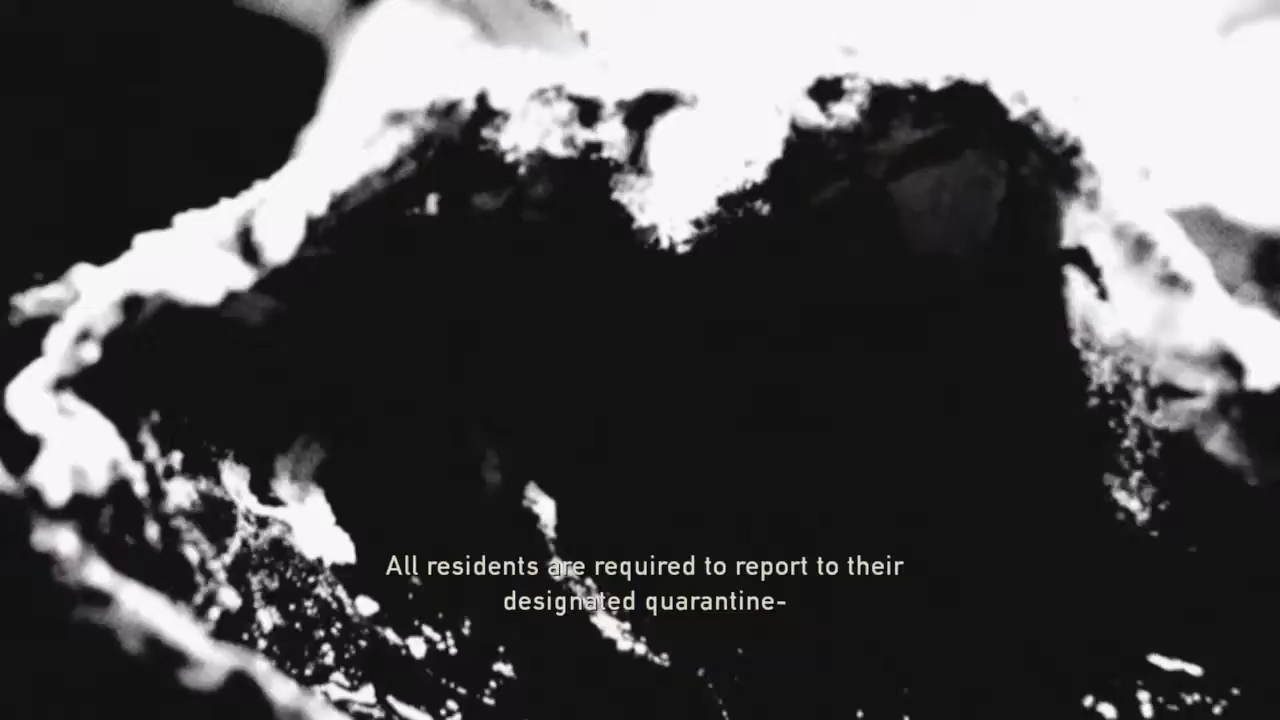 All residents are required to report to their
designated quarantine-